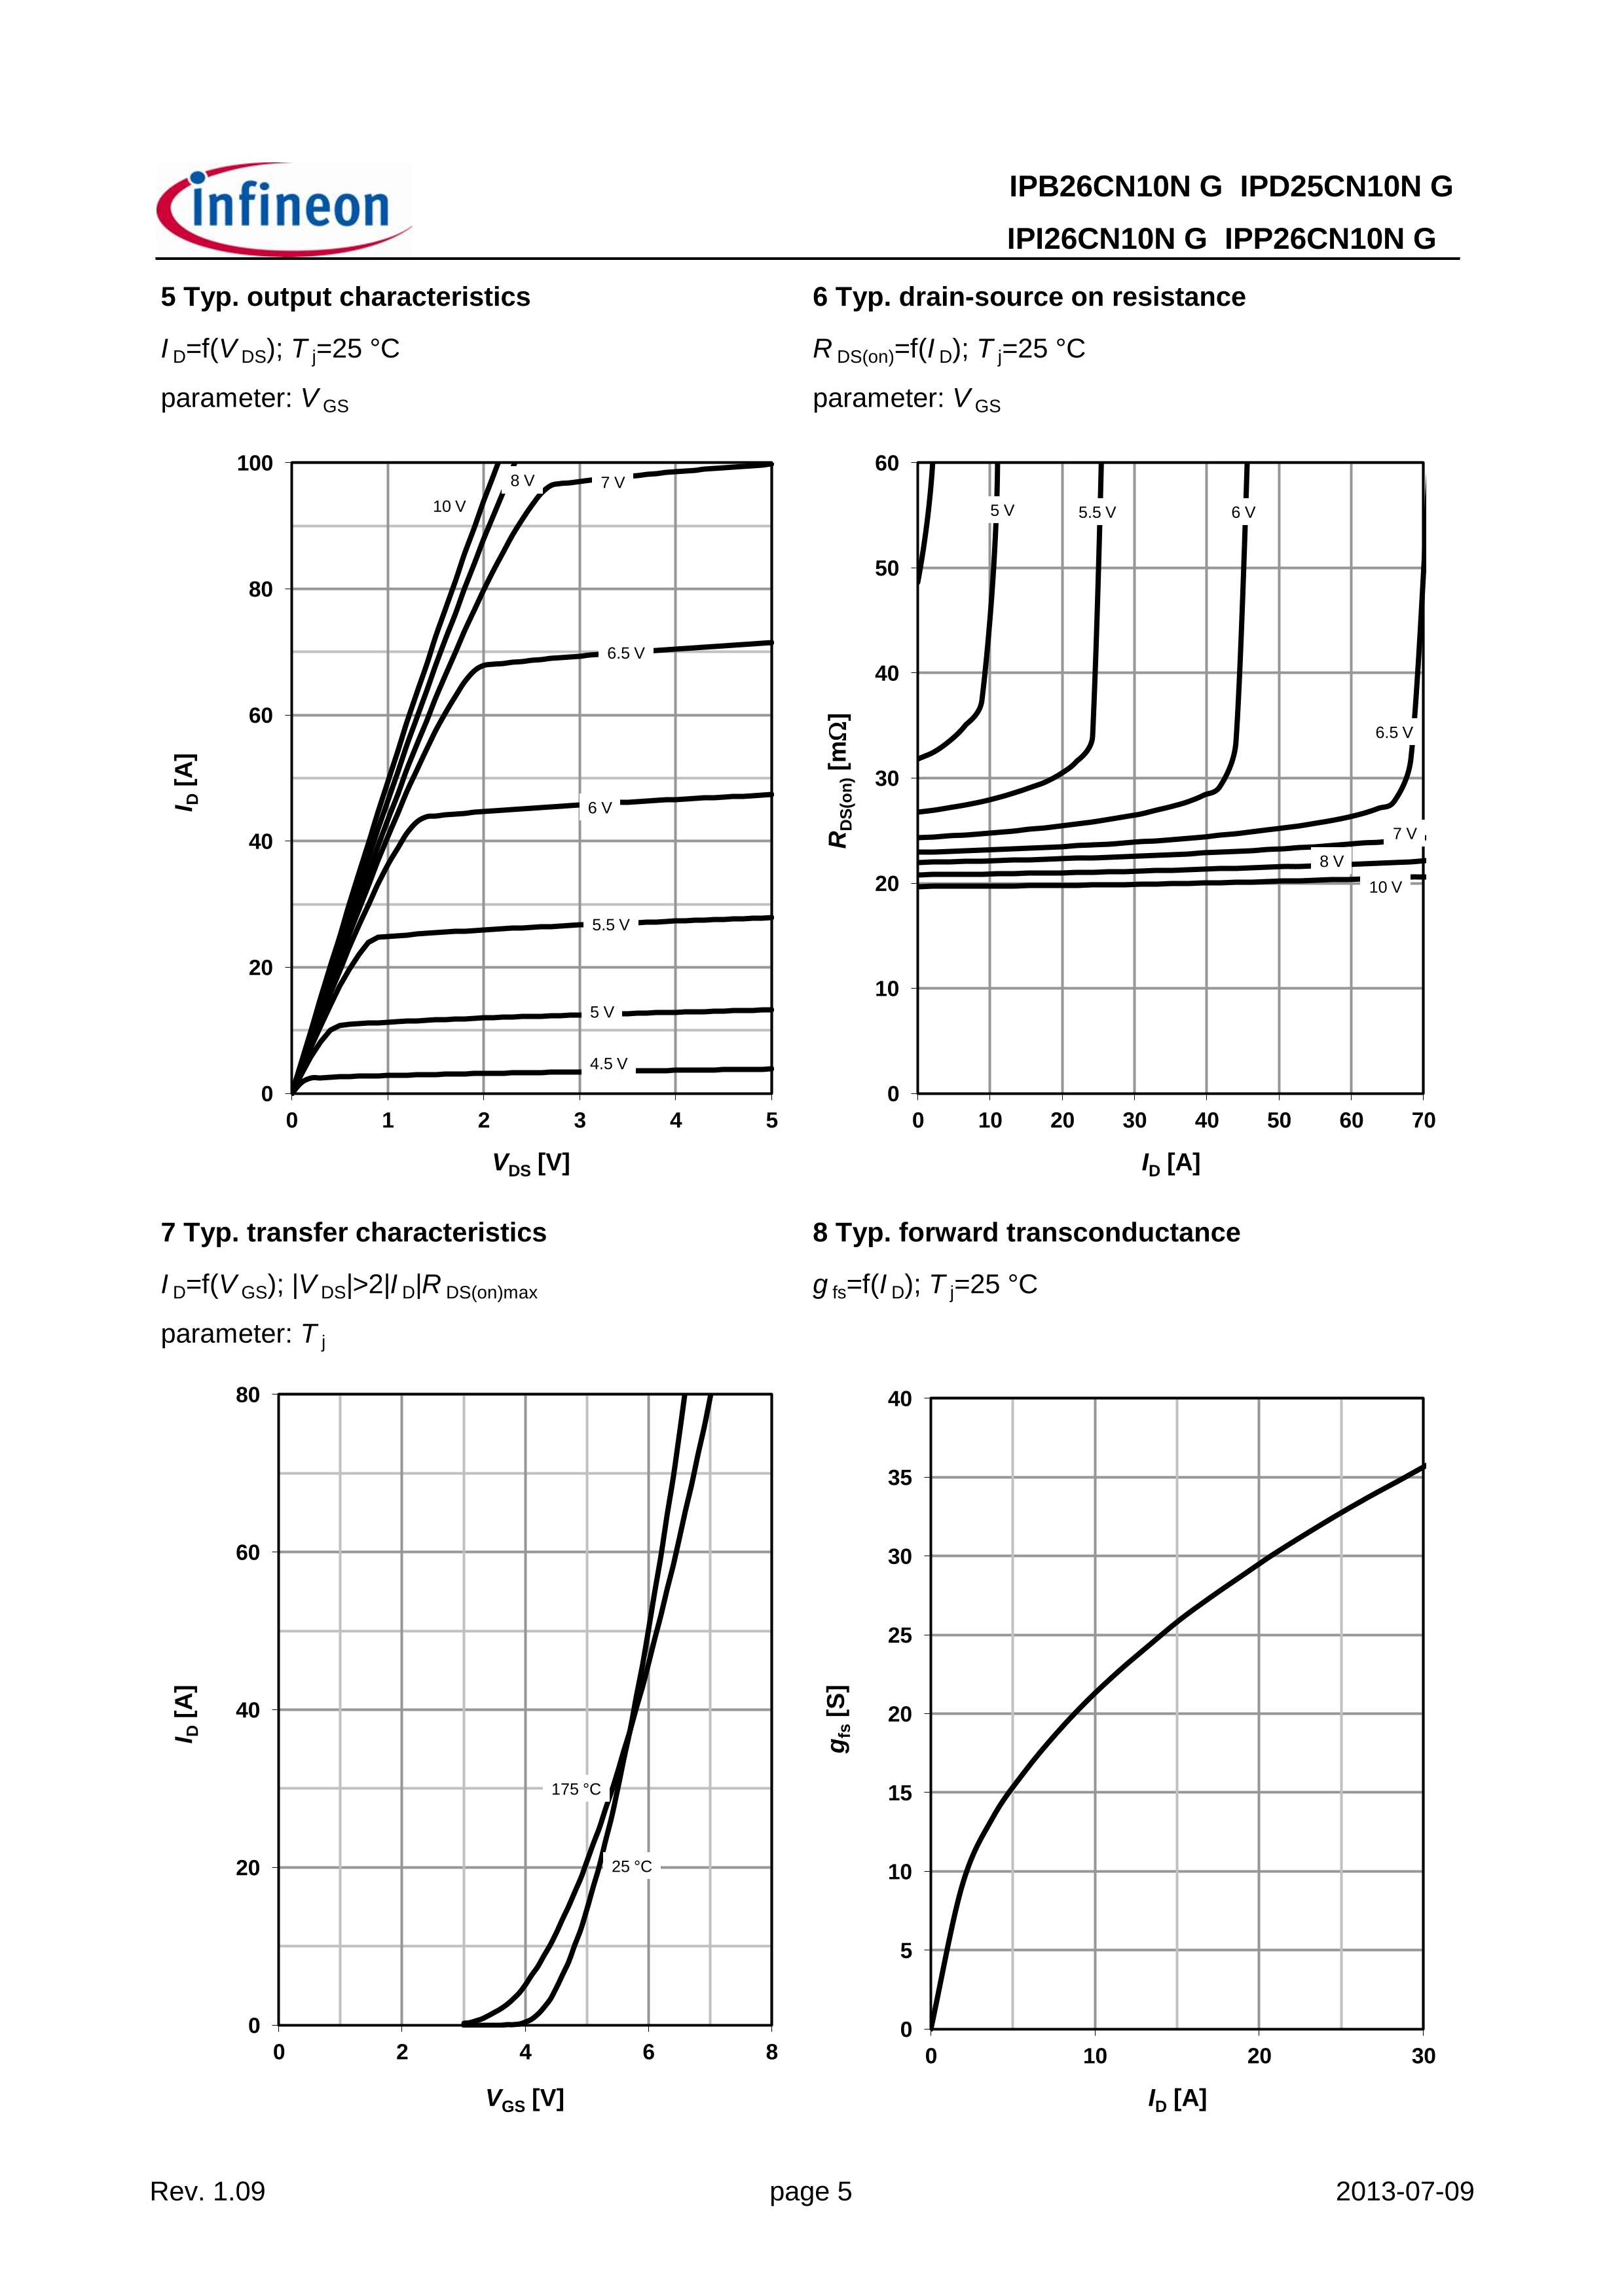 infineon
IPB26CN10N G IPD25CN10N G
IPI26CN10N G IPP26CN10N G
5 Typ. output characteristics
I D=f(V DS); T j=25 °C
parameter: V GS
100
80
60
40
20
0
0 1 2 3 4 5
I D [A]
V DS [V]
10 V
8 V
7 V
6.5 V
6 V
5.5 V
5 V
4.5 V
6 Typ. drain-source on resistance
R DS(on)=f(I D); T j=25 °C
parameter: V GS
60
50
40
30
20
10
0
0 10 20 30 40 50 60 70
R DS(on) [mΩ]
I D [A]
5 V
5.5 V
6 V
6.5 V
7 V
8 V
10 V
7 Typ. transfer characteristics
I D=f(V GS); |V DS|>2|I D|R DS(on)max
parameter: T j
80
60
40
20
0
0 2 4 6 8
I D [A]
V GS [V]
175 °C
25 °C
8 Typ. forward transconductance
g fs=f(I D); T j=25 °C
40
35
30
25
20
15
10
5
0
0 10 20 30
g fs [S]
I D [A]
Rev. 1.09 page 5 2013-07-09